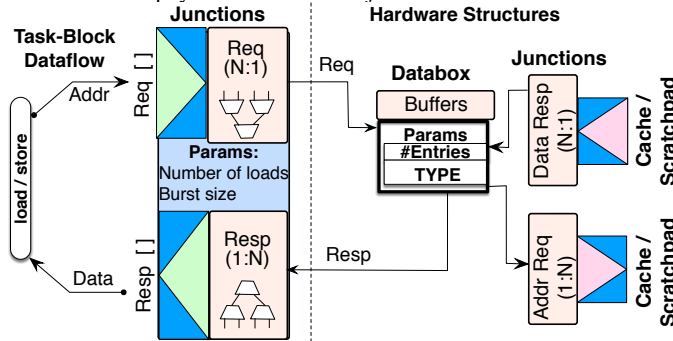 Junctions
Hardware Structures
Task-Block
Dataflow
Addr
load / store
Data
Req [ ]
Req
(N:1)
Params:
Number of loads
Burst size
Resp [ ]
Resp
(1:N)
Req
Resp
Databox
Buffers
Params
#Entries
TYPE
Junctions
Data Resp
(N:1)
Cache /
Scratchpad
Addr Req
(1:N)
Cache /
Scratchpad